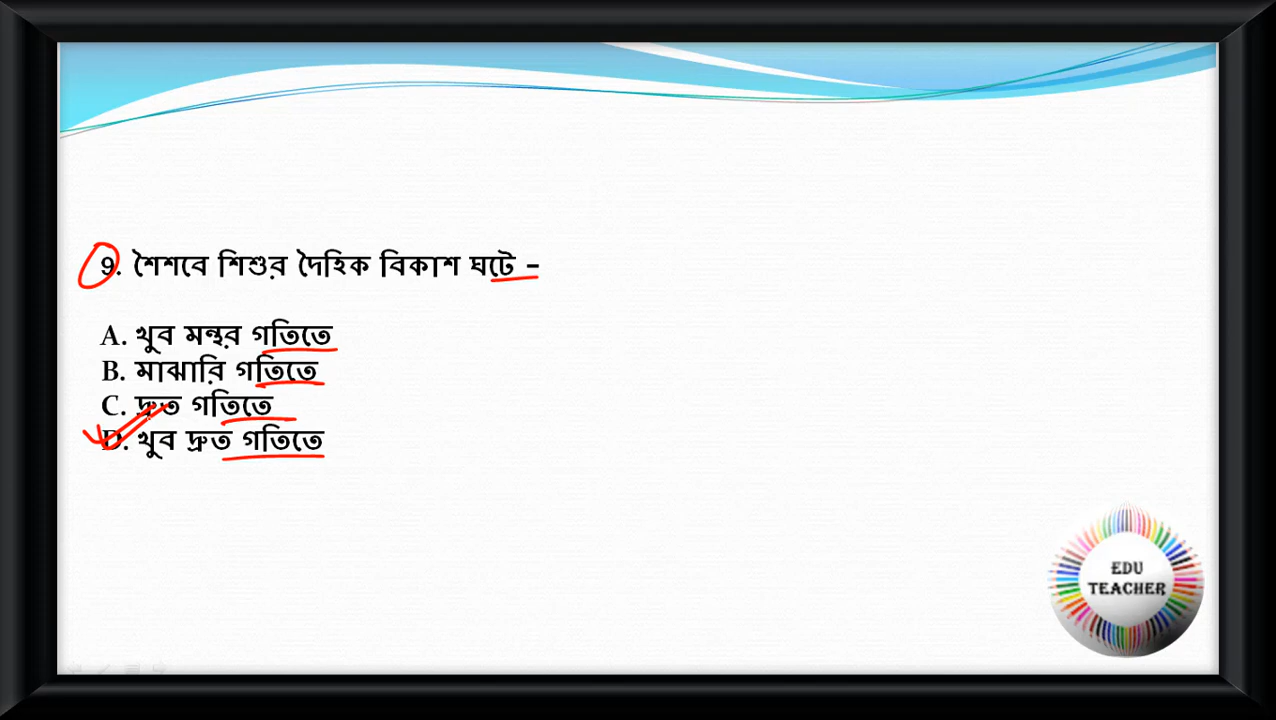 9. শৈশবে শিশুর দৈহিক বিকাশ ঘটে –
A. খুব মন্থর গতিতে
B. মাঝারি গতিতে
C. দ্রুত গতিতে
D. খুব দ্রুত গতিতে
EDU
TEACHER